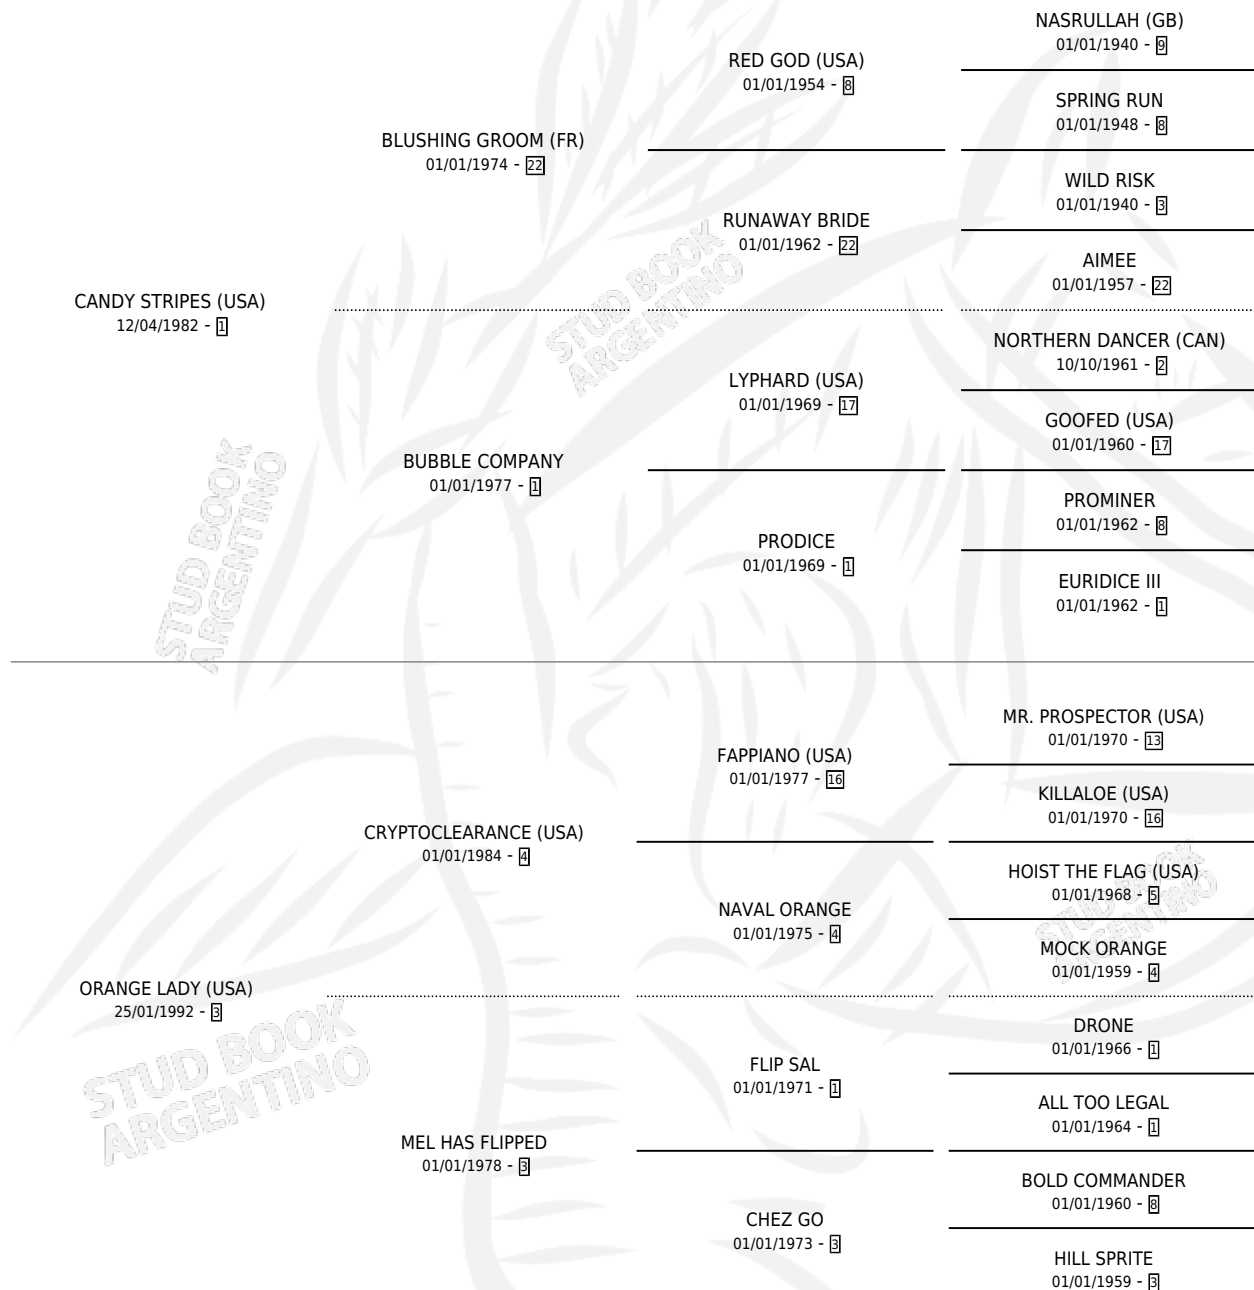 NASRULLAH (GB)
01/01/1940 - 9
RED GOD (USA)
01/01/1954 - 8
SPRING RUN
01/01/1948 - 8
BLUSHING GROOM (FR)
01/01/1974 - 22
WILD RISK
01/01/1940 - 3
RUNAWAY BRIDE
01/01/1962 - 22
AIMEE
01/01/1957 - 22
CANDY STRIPES (USA)
12/04/1982 - 1
NORTHERN DANCER (CAN)
10/10/1961 - 2
LYPHARD (USA)
01/01/1969 - 17
GOOFED (USA)
01/01/1960 - 17
BUBBLE COMPANY
01/01/1977 - 1
PROMINER
01/01/1962 - 8
PRODICE
01/01/1969 - 1
EURIDICE III
01/01/1962 - 1
MR. PROSPECTOR (USA)
01/01/1970 - 13
FAPPIANO (USA)
01/01/1977 - 16
KILLALOE (USA)
01/01/1970 - 16
CRYPTOCLEARANCE (USA)
01/01/1984 - 4
HOIST THE FLAG (USA)
01/01/1968 - 5
NAVAL ORANGE
01/01/1975 - 4
MOCK ORANGE
01/01/1959 - 4
ORANGE LADY (USA)
25/01/1992 - 3
DRONE
01/01/1966 - 1
FLIP SAL
01/01/1971 - 1
ALL TOO LEGAL
01/01/1964 - 1
MEL HAS FLIPPED
01/01/1978 - 3
BOLD COMMANDER
01/01/1960 - 8
CHEZ GO
01/01/1973 - 3
HILL SPRITE
01/01/1959 - 3
STUD BOOK
ARGENTINO
STUD BOOK
ARGENTINO
STUD BOOK
ARGENTINO
STUD BOOK
ARGENTINO